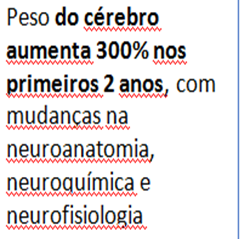 Peso do cérebro
aumenta 300% nos
primeiros 2 anos, com
mudanças na
neuroanatomia,
neuroquímica e
neurofisiologia